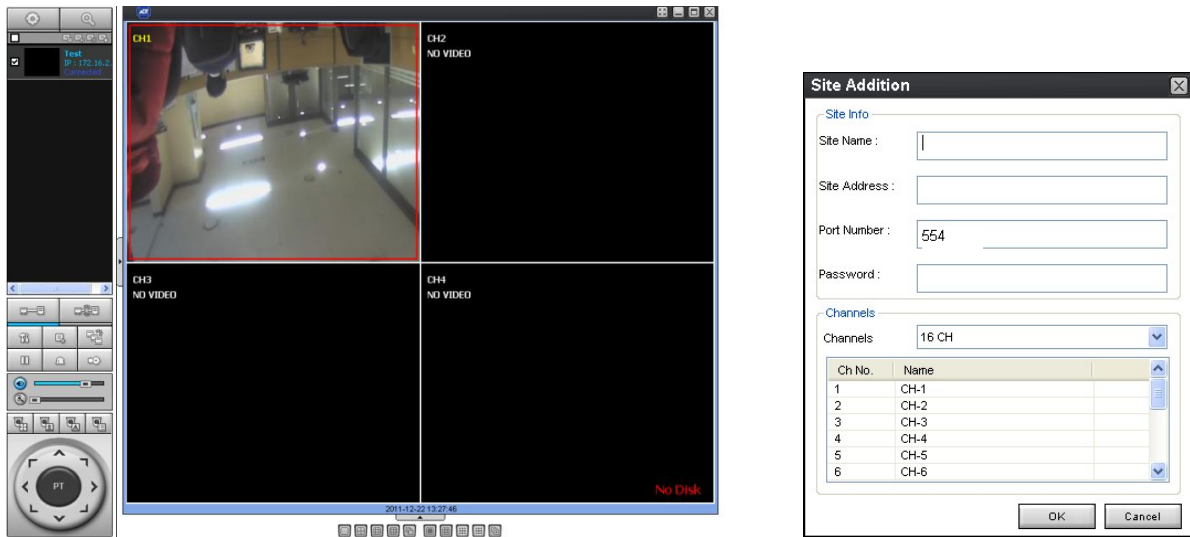 Test
IP : 172.16.2.
Connected
CH1
CH2
NO VIDEO
CH3
NO VIDEO
CH4
NO VIDEO
No Disk
2011-12-22 13:27:46
PT
Site Addition
Site Info
Site Name :
Site Address :
Port Number :
554
Password :
Channels
Channels
16 CH
Ch No. Name
1 CH-1
2 CH-2
3 CH-3
4 CH-4
5 CH-5
6 CH-6
OK Cancel